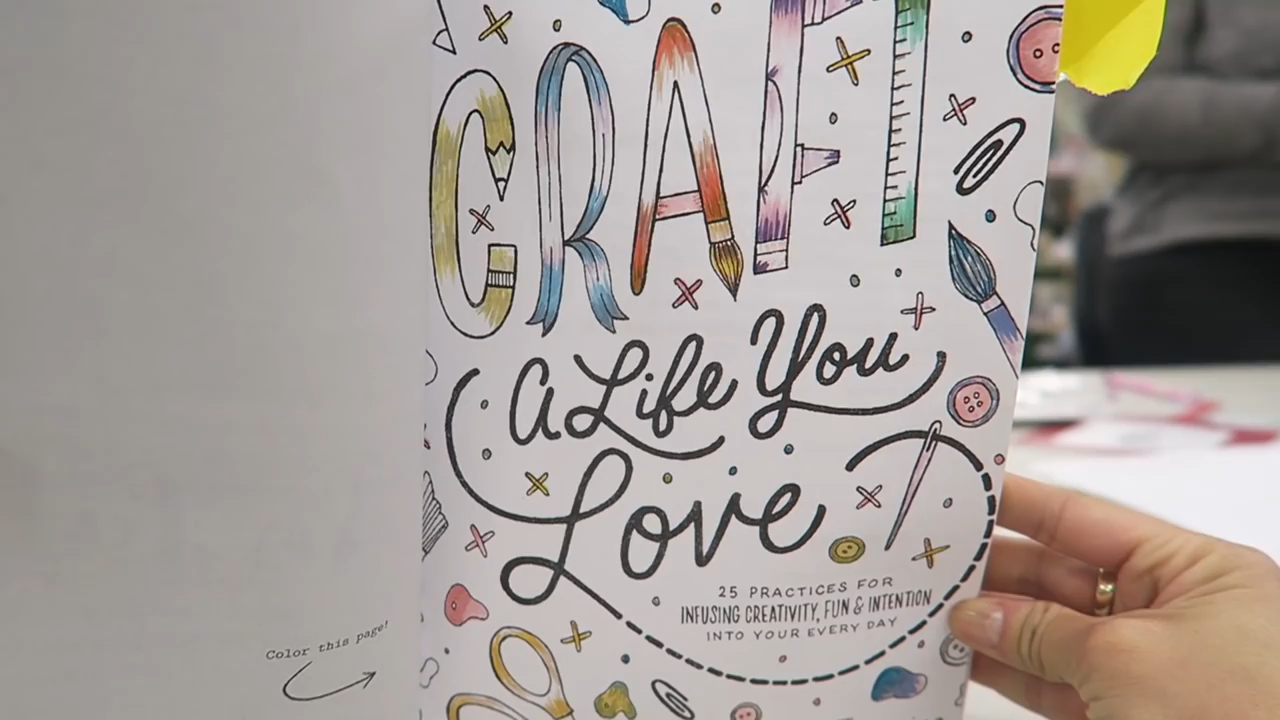 CRAFT
a Life You
Love
25 PRACTICES FOR
INFUSING CREATIVITY, FUN & INTENTION
INTO YOUR EVERY DAY
Color this page!